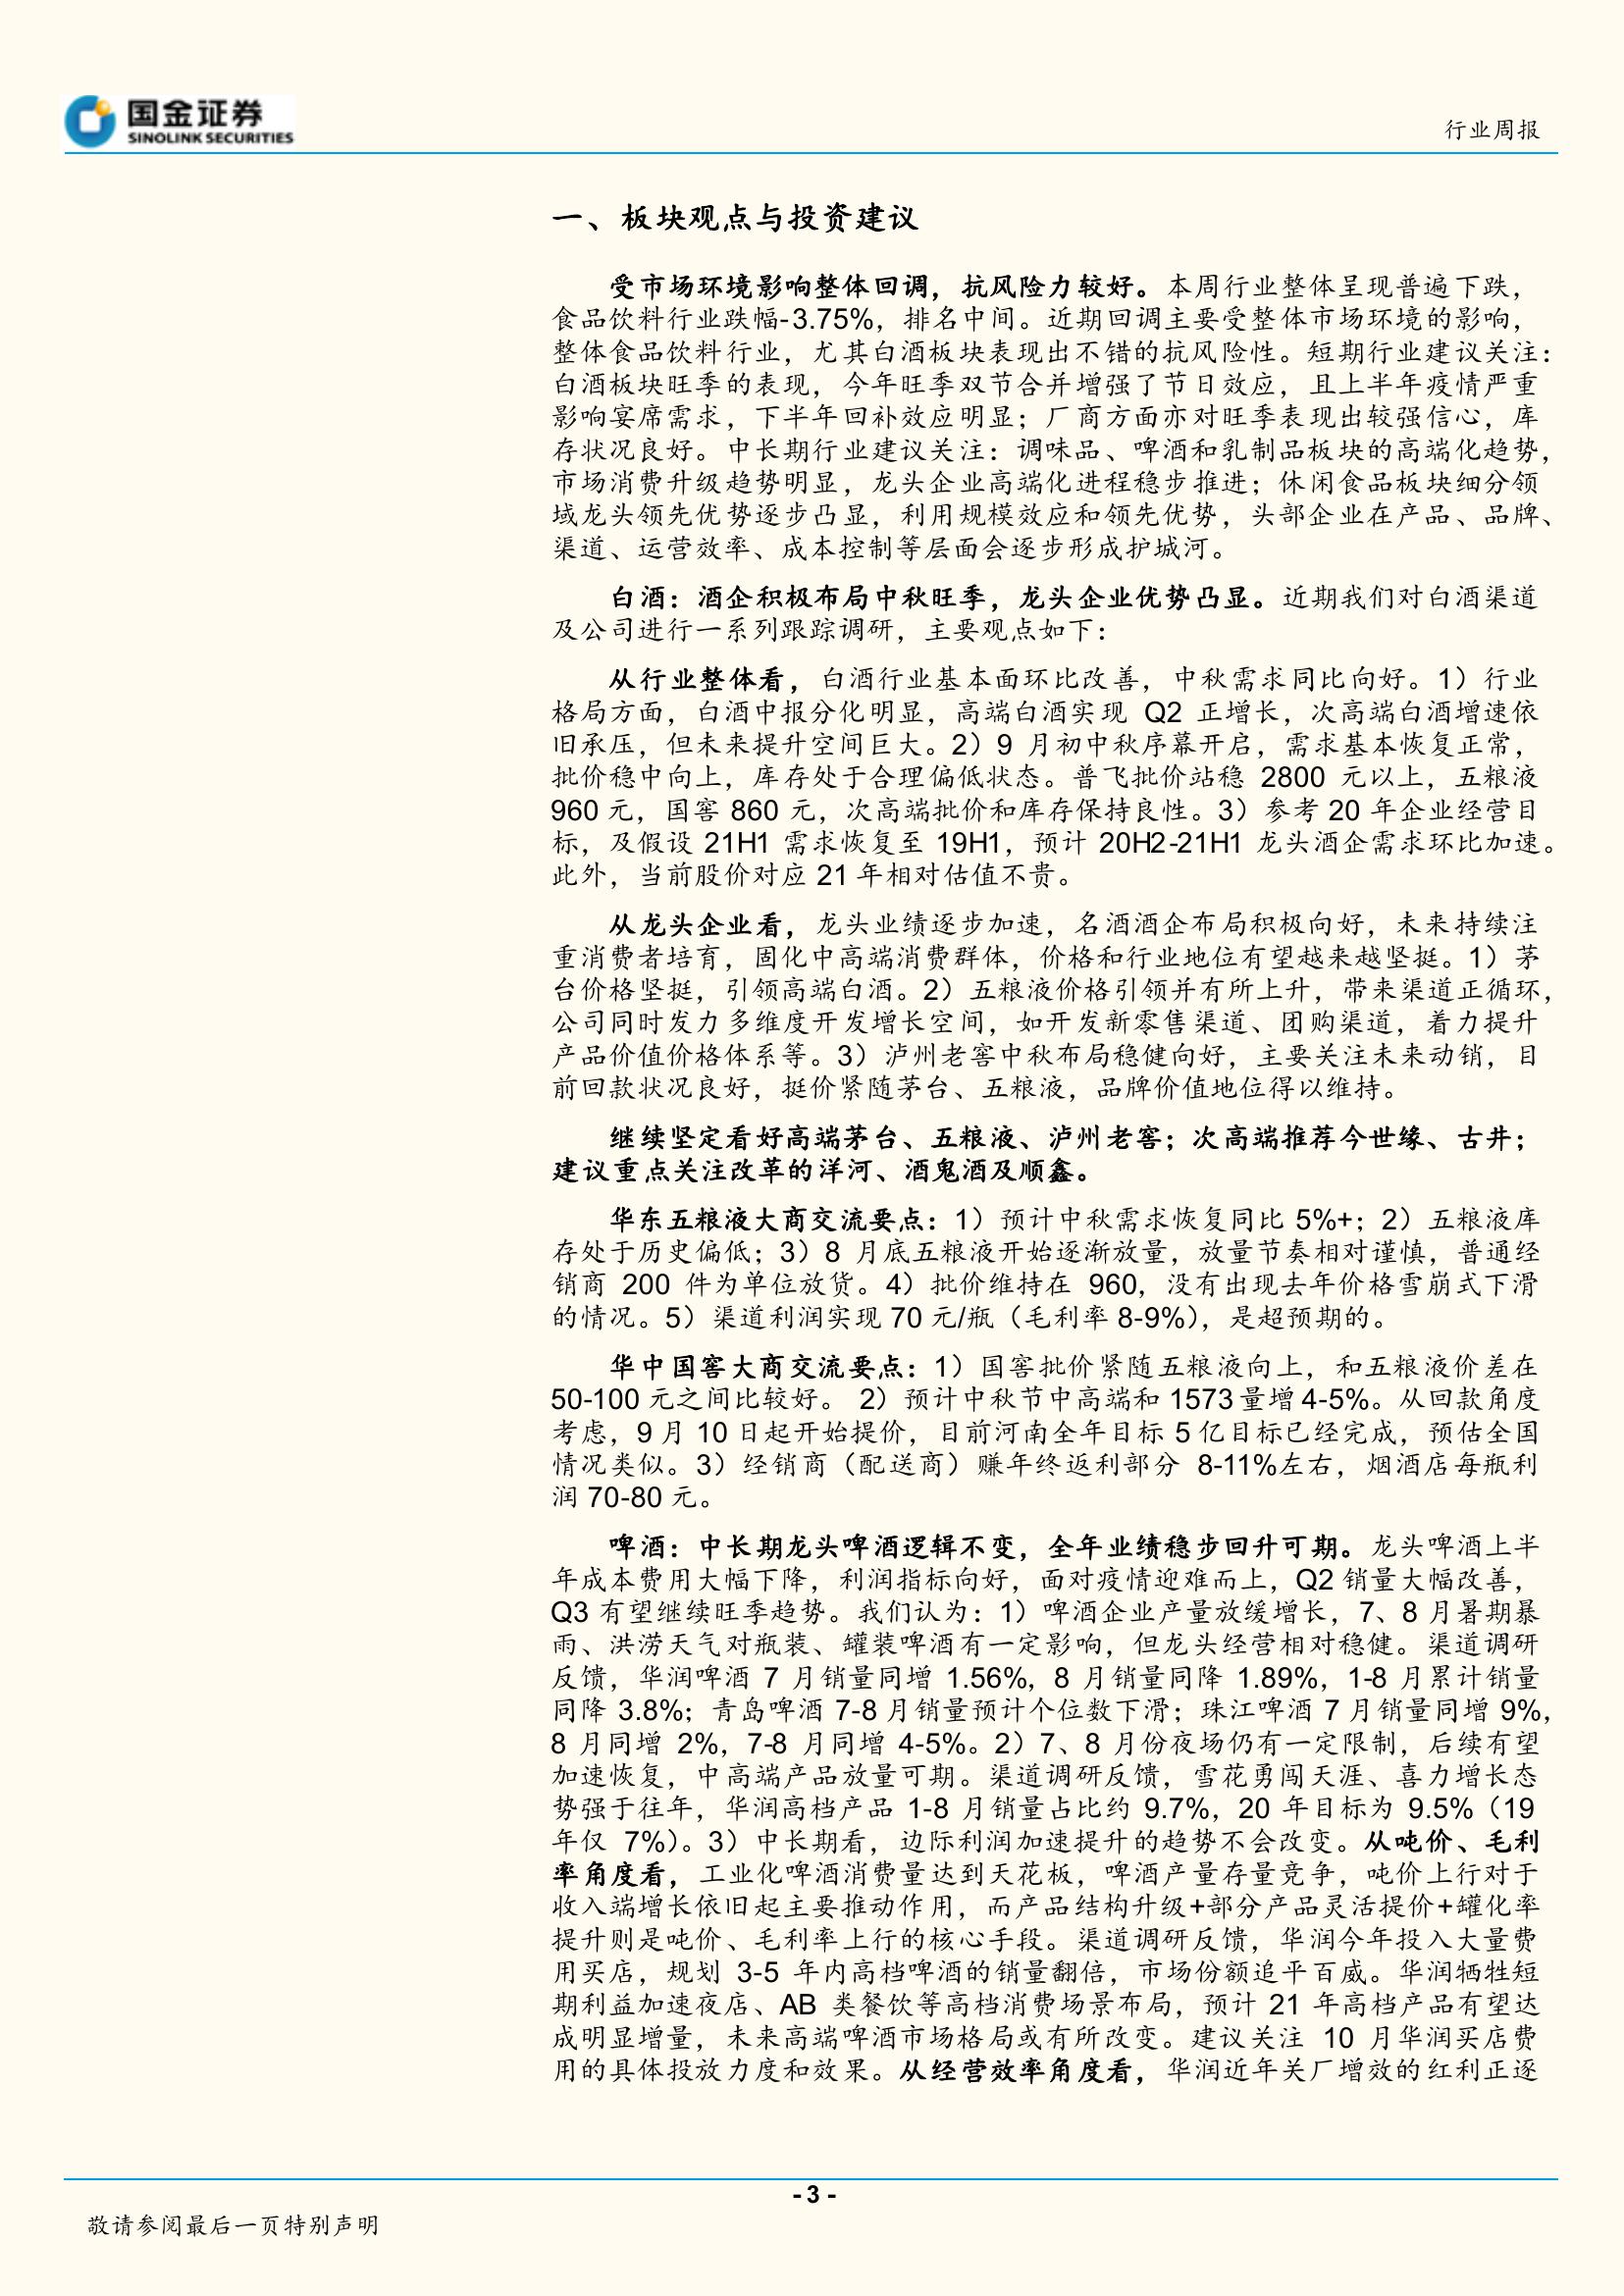 国金证券
SINOLINK SECURITIES
行业周报
一、板块观点与投资建议
受市场环境影响整体回调，抗风险力较好。本周行业整体呈现普遍下跌，
食品饮料行业跌幅-3.75%，排名中间。近期回调主要受整体市场环境的影响，
整体食品饮料行业，尤其白酒板块表现出不错的抗风险性。短期行业建议关注：
白酒板块旺季的表现，今年旺季双节合并增强了节日效应，且上半年疫情严重
影响宴席需求，下半年回补效应明显；厂商方面亦对旺季表现出较强信心，库
存状况良好。中长期行业建议关注：调味品、啤酒和乳制品板块的高端化趋势，
市场消费升级趋势明显，龙头企业高端化进程稳步推进；休闲食品板块细分领
域龙头领先优势逐步凸显，利用规模效应和领先优势，头部企业在产品、品牌、
渠道、运营效率、成本控制等层面会逐步形成护城河。
白酒：酒企积极布局中秋旺季，龙头企业优势凸显。近期我们对白酒渠道
及公司进行一系列跟踪调研，主要观点如下：
从行业整体看，白酒行业基本面环比改善，中秋需求同比向好。1）行业
格局方面，白酒中报分化明显，高端白酒实现 Q2 正增长，次高端白酒增速依
旧承压，但未来提升空间巨大。2）9 月初中秋序幕开启，需求基本恢复正常，
批价稳中向上，库存处于合理偏低状态。普飞批价站稳 2800 元以上，五粮液
960 元，国窖 860 元，次高端批价和库存保持良性。3）参考 20 年企业经营目
标，及假设 21H1 需求恢复至 19H1，预计 20H2-21H1 龙头酒企需求环比加速。
此外，当前股价对应 21 年相对估值不贵。
从龙头企业看，龙头业绩逐步加速，名酒酒企布局积极向好，未来持续注
重消费者培育，固化中高端消费群体，价格和行业地位有望越来越坚挺。1）茅
台价格坚挺，引领高端白酒。2）五粮液价格引领并有所上升，带来渠道正循环，
公司同时发力多维度开发增长空间，如开发新零售渠道、团购渠道，着力提升
产品价值价格体系等。3）泸州老窖中秋布局稳健向好，主要关注未来动销，目
前回款状况良好，挺价紧随茅台、五粮液，品牌价值地位得以维持。
继续坚定看好高端茅台、五粮液、泸州老窖；次高端推荐今世缘、古井；
建议重点关注改革的洋河、酒鬼酒及顺鑫。
华东五粮液大商交流要点：1）预计中秋需求恢复同比 5%+；2）五粮液库
存处于历史偏低；3）8 月底五粮液开始逐渐放量，放量节奏相对谨慎，普通经
销商 200 件为单位放货。4）批价维持在 960，没有出现去年价格雪崩式下滑
的情况。5）渠道利润实现 70 元/瓶（毛利率 8-9%），是超预期的。
华中国窖大商交流要点：1）国窖批价紧随五粮液向上，和五粮液价差在
50-100 元之间比较好。 2）预计中秋节中高端和 1573 量增 4-5%。从回款角度
考虑，9 月 10 日起开始提价，目前河南全年目标 5 亿目标已经完成，预估全国
情况类似。3）经销商（配送商）赚年终返利部分 8-11%左右，烟酒店每瓶利
润 70-80 元。
啤酒：中长期龙头啤酒逻辑不变，全年业绩稳步回升可期。龙头啤酒上半
年成本费用大幅下降，利润指标向好，面对疫情迎难而上，Q2 销量大幅改善，
Q3 有望继续旺季趋势。我们认为：1）啤酒企业产量放缓增长，7、8 月暑期暴
雨、洪涝天气对瓶装、罐装啤酒有一定影响，但龙头经营相对稳健。渠道调研
反馈，华润啤酒 7 月销量同增 1.56%，8 月销量同降 1.89%，1-8 月累计销量
同降 3.8%；青岛啤酒 7-8 月销量预计个位数下滑；珠江啤酒 7 月销量同增 9%，
8 月同增 2%，7-8 月同增 4-5%。2）7、8 月份夜场仍有一定限制，后续有望
加速恢复，中高端产品放量可期。渠道调研反馈，雪花勇闯天涯、喜力增长态
势强于往年，华润高档产品 1-8 月销量占比约 9.7%，20 年目标为 9.5%（19
年仅 7%）。3）中长期看，边际利润加速提升的趋势不会改变。从吨价、毛利
率角度看，工业化啤酒消费量达到天花板，啤酒产量存量竞争，吨价上行对于
收入端增长依旧起主要推动作用，而产品结构升级+部分产品灵活提价+罐化率
提升则是吨价、毛利率上行的核心手段。渠道调研反馈，华润今年投入大量费
用买店，规划 3-5 年内高档啤酒的销量翻倍，市场份额追平百威。华润牺牲短
期利益加速夜店、AB 类餐饮等高档消费场景布局，预计 21 年高档产品有望达
成明显增量，未来高端啤酒市场格局或有所改变。建议关注 10 月华润买店费
用的具体投放力度和效果。从经营效率角度看，华润近年关厂增效的红利正逐
- 3 -
敬请参阅最后一页特别声明